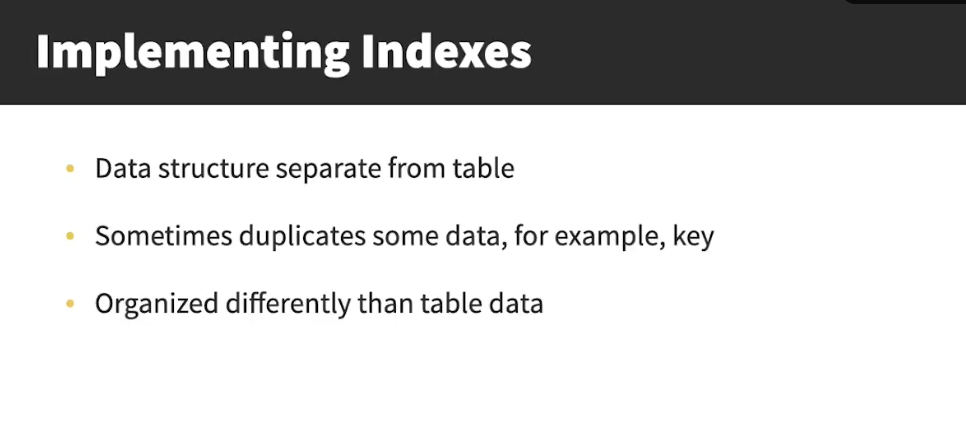 Implementing Indexes
• Data structure separate from table
• Sometimes duplicates some data, for example, key
• Organized differently than table data